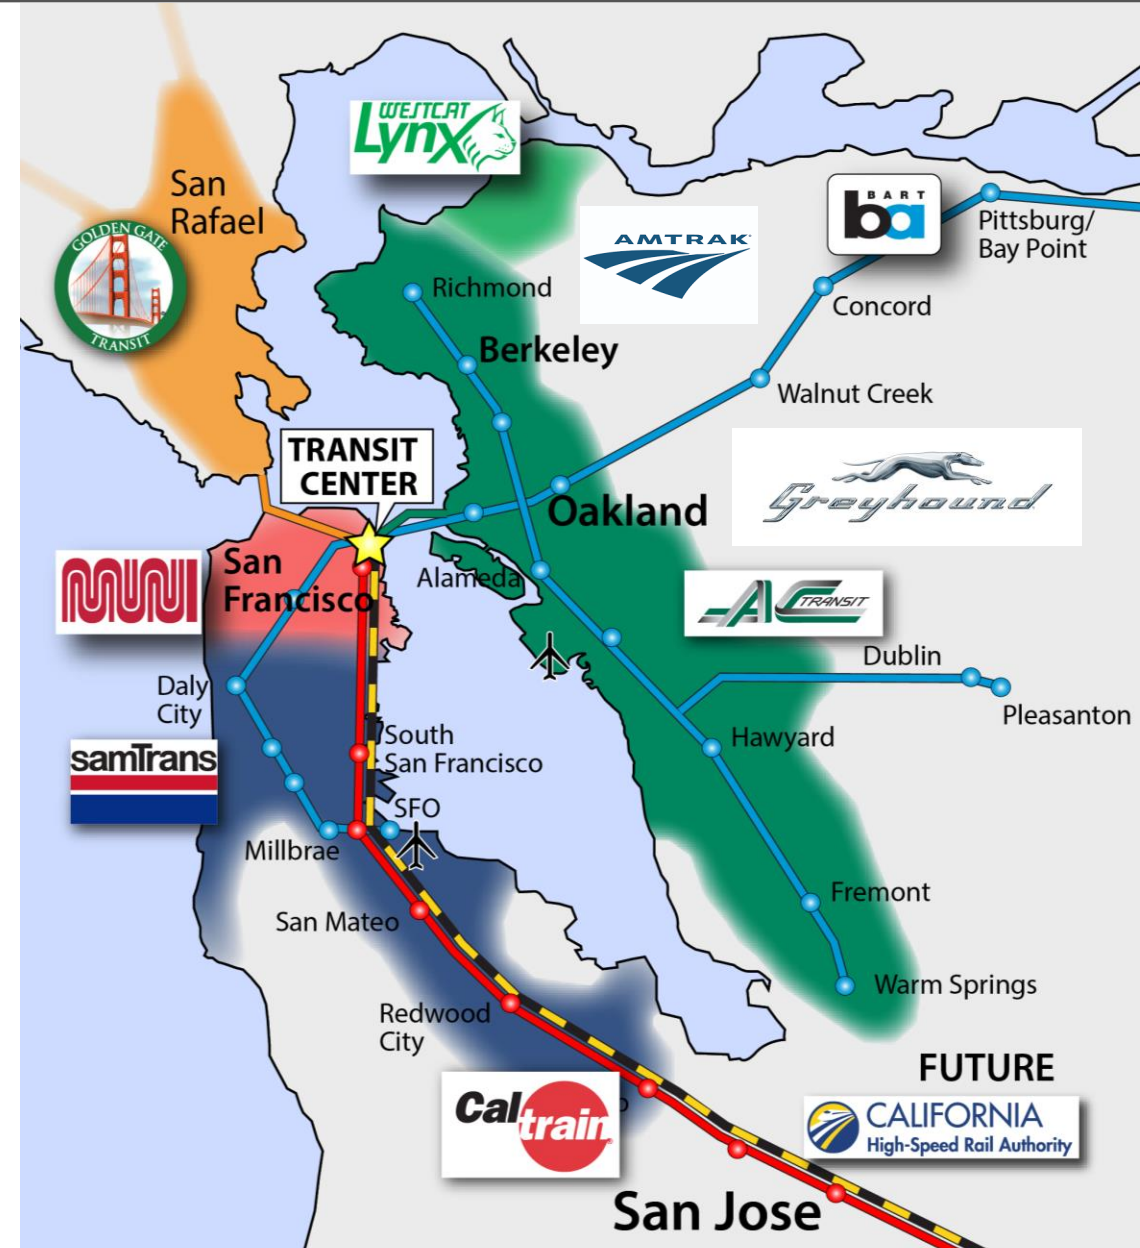 WESTCAT
Lynx
San
Rafael
GOLDEN GATE
TRANSIT
BART
ba
Pittsburg/
Bay Point
AMTRAK
Richmond
Concord
Berkeley
Walnut Creek
TRANSIT
CENTER
Greyhound
Oakland
San
Francisco
MUNI
Alameda
AC TRANSIT
Dublin
Daly
City
Pleasanton
South
San Francisco
Hawyard
samTrans
SFO
Millbrae
Fremont
San Mateo
Warm Springs
Redwood
City
FUTURE
Caltrain
CALIFORNIA
High-Speed Rail Authority
San Jose